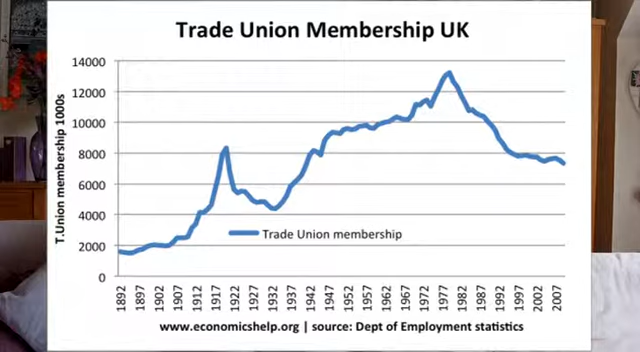 Trade Union Membership UK
14000
12000
10000
8000
6000
4000
2000
0
T.Union membership 1000s
Trade Union membership
1892 1897 1902 1907 1912 1917 1922 1927 1932 1937 1942 1947 1952 1957 1962 1967 1972 1977 1982 1987 1992 1997 2002 2007
www.economicshelp.org | source: Dept of Employment statistics